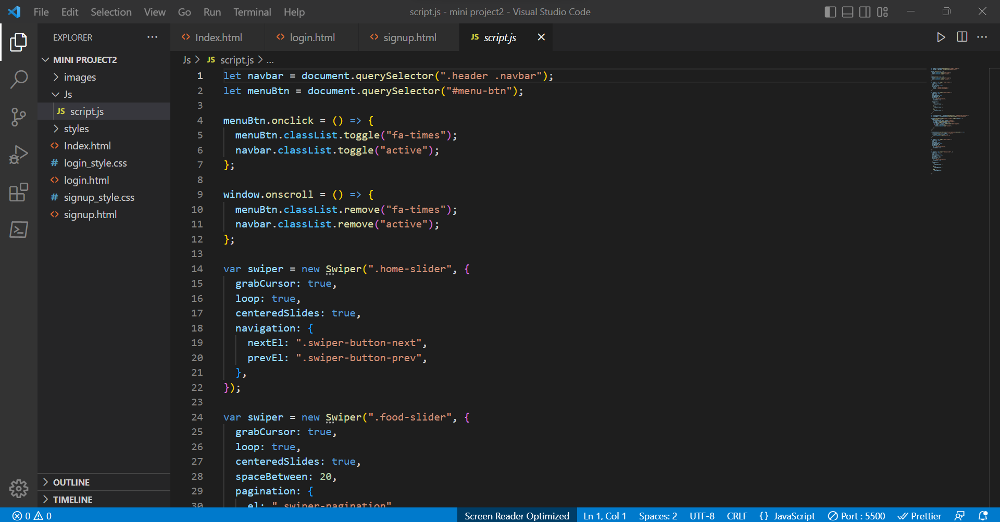 File Edit Selection View Go Run Terminal Help script.js - mini project2 - Visual Studio Code
EXPLORER
MINI PROJECT2
images
Js
JS script.js
styles
<> Index.html
# login_style.css
<> login.html
# signup_style.css
<> signup.html
OUTLINE
TIMELINE
<> Index.html <> login.html <> signup.html JS script.js
Js > JS script.js > ...
1 let navbar = document.querySelector(".header .navbar");
2 let menuBtn = document.querySelector("#menu-btn");
3
4 menuBtn.onclick = () => {
5 menuBtn.classList.toggle("fa-times");
6 navbar.classList.toggle("active");
7 };
8
9 window.onscroll = () => {
10 menuBtn.classList.remove("fa-times");
11 navbar.classList.remove("active");
12 };
13
14 var swiper = new Swiper(".home-slider", {
15 grabCursor: true,
16 loop: true,
17 centeredSlides: true,
18 navigation: {
19 nextEl: ".swiper-button-next",
20 prevEl: ".swiper-button-prev",
21 },
22 });
23
24 var swiper = new Swiper(".food-slider", {
25 grabCursor: true,
26 loop: true,
27 centeredSlides: true,
28 spaceBetween: 20,
29 pagination: {
30 el: ".swiper-pagination"
0 0 Screen Reader Optimized Ln 1, Col 1 Spaces: 2 UTF-8 CRLF {} JavaScript Port : 5500 Prettier